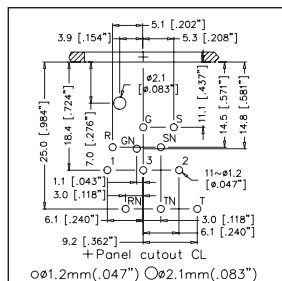 5.1 [.202"]
3.9 [.154"]
5.3 [.208"]
ø2.1
[ø.083"]
25.0 [.984"]
18.4 [.724"]
7.0 [.276"]
11.1 [.437"]
14.5 [.571"]
14.8 [.581"]
G
S
R
GN
SN
1
3
2
11~ø1.2
[ø.047"]
1.1 [.043"]
3.0 [.118"]
RN
TN
T
6.1 [.240"]
3.0 [.118"]
6.1 [.240"]
9.2 [.362"]
Panel cutout CL
ø1.2mm(.047") ø2.1mm(.083")